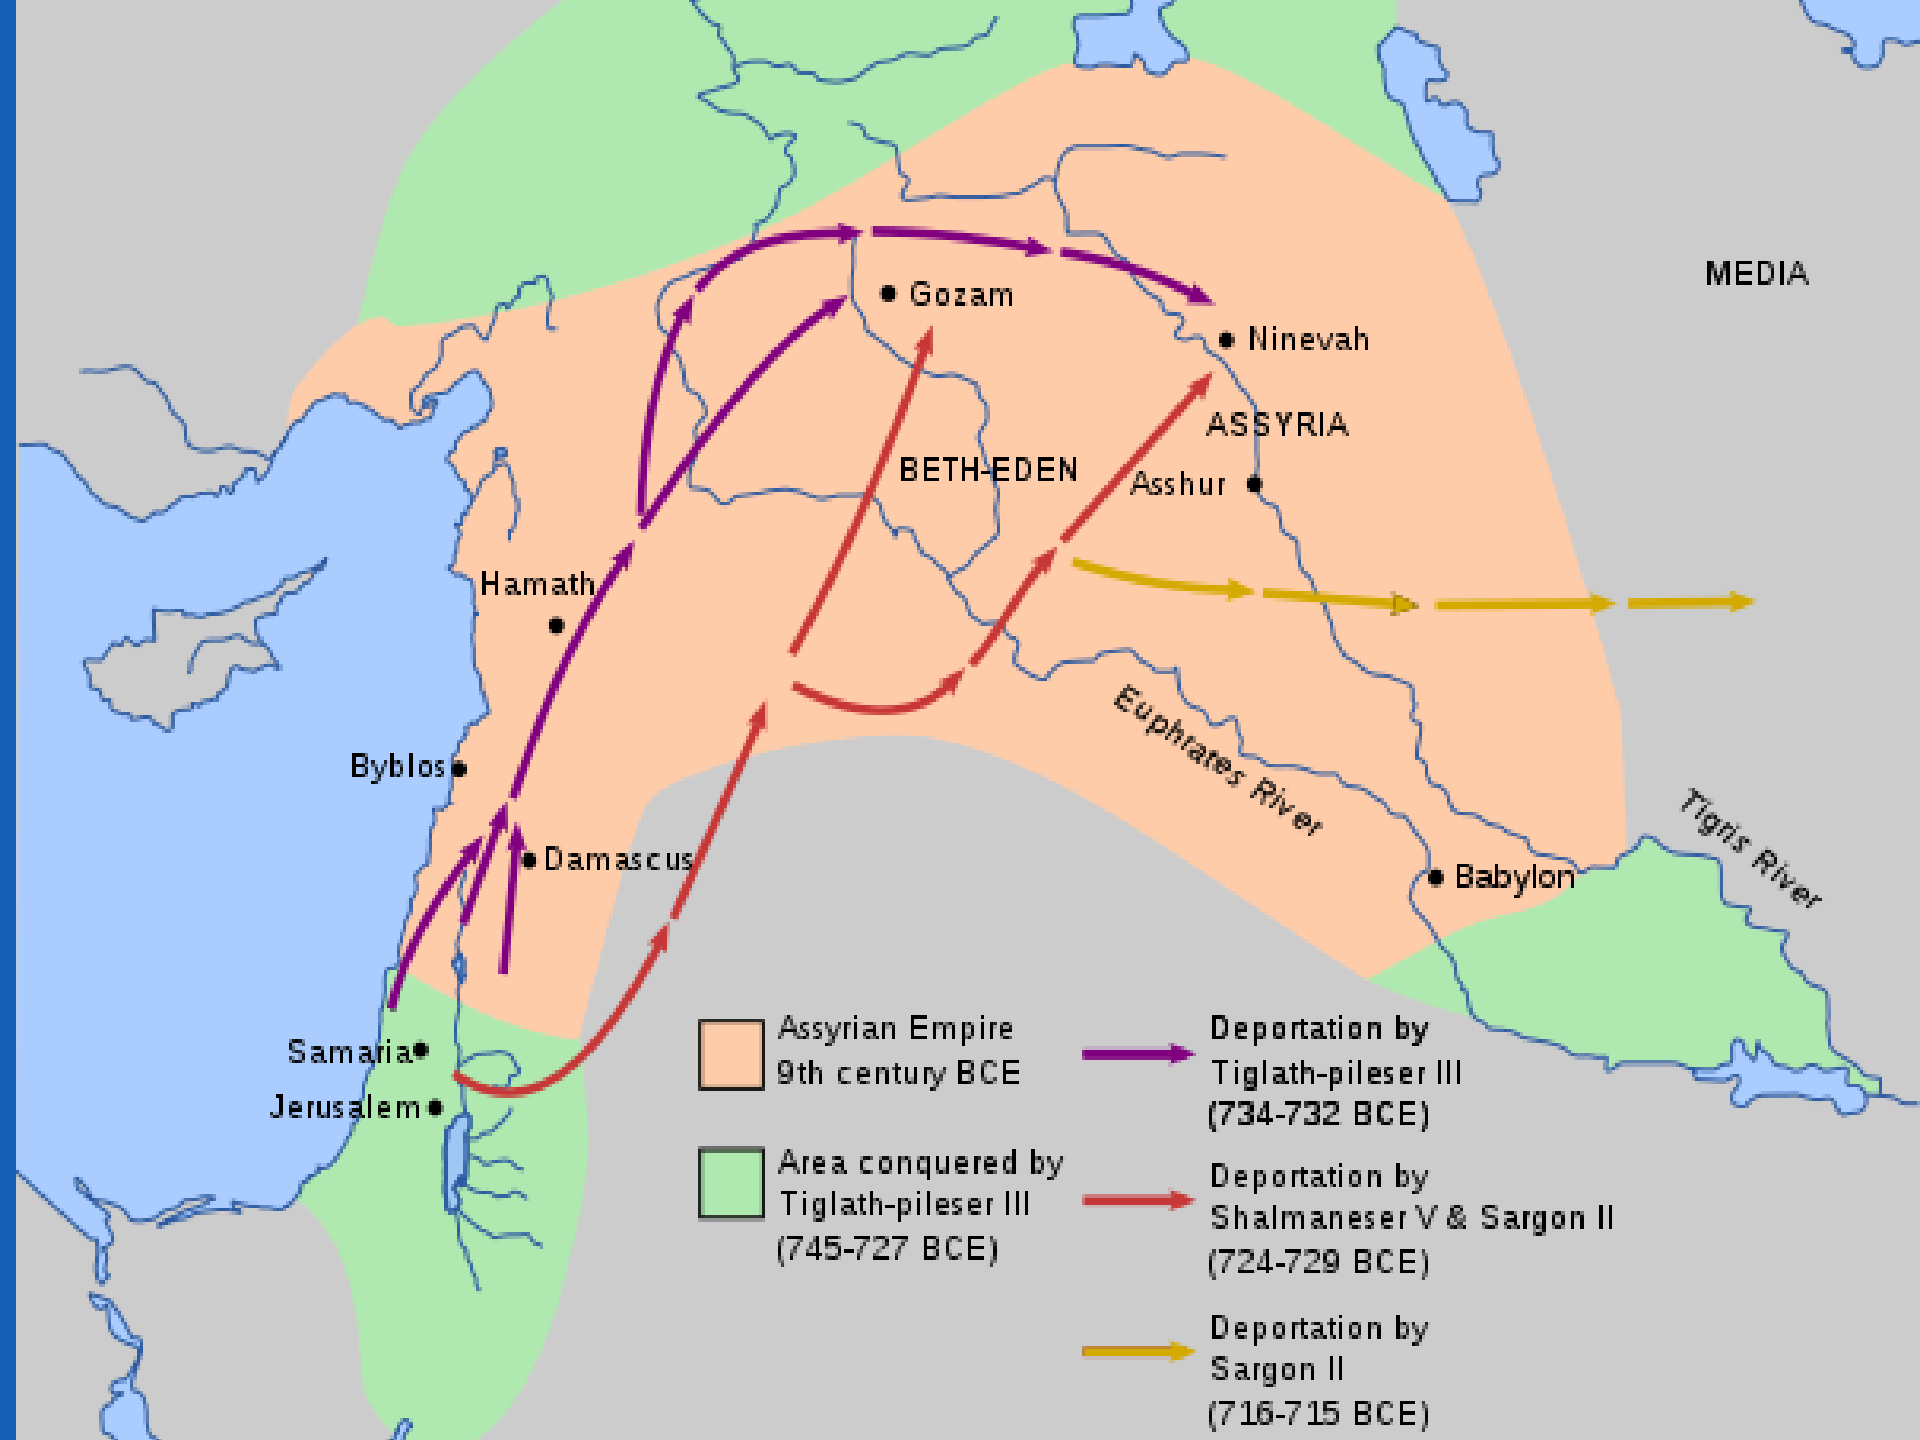 MEDIA
Gozam
Ninevah
ASSYRIA
BETH-EDEN
Asshur
Hamath
Euphrates River
Byblos
Tigris River
Damascus
Babylon
Samaria
Jerusalem
Assyrian Empire
9th century BCE
Area conquered by
Tiglath-pileser III
(745-727 BCE)
Deportation by
Tiglath-pileser III
(734-732 BCE)
Deportation by
Shalmaneser V & Sargon II
(724-729 BCE)
Deportation by
Sargon II
(716-715 BCE)